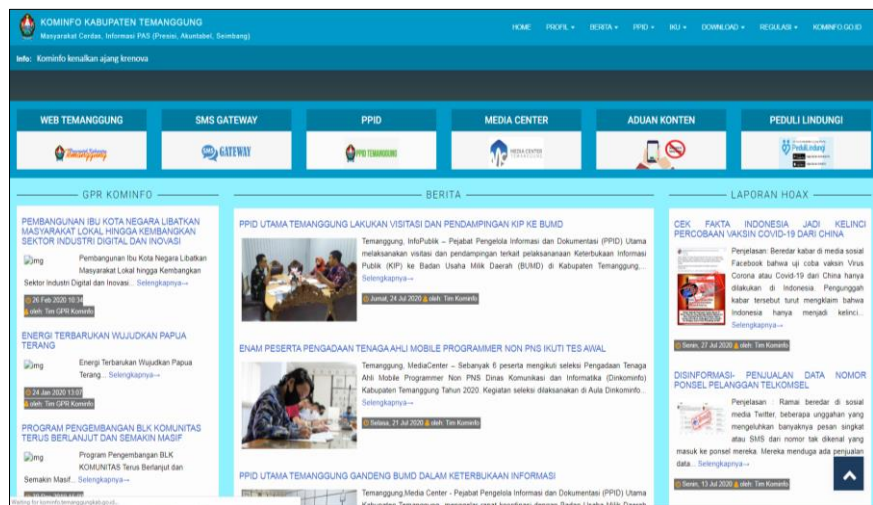 KOMINFO KABUPATEN TEMANGGUNG
Masyarakat Cerdas, Informasi PAS (Presisi, Akuntabel, Seimbang)
HOME PROFIL BERITA PPID IKU DOWNLOAD REGULASI KOMINFO.GO.ID
Info: Kominfo kenalkan ajang krenova
WEB TEMANGGUNG
SMS GATEWAY
PPID
MEDIA CENTER
ADUAN KONTEN
PEDULI LINDUNGI
SMS GATEWAY
PPID TEMANGGUNG
MEDIA CENTER
TEMANGGUNG
PeduliLindungi
GPR KOMINFO
PEMBANGUNAN IBU KOTA NEGARA LIBATKAN
MASYARAKAT LOKAL HINGGA KEMBANGKAN
SEKTOR INDUSTRI DIGITAL DAN INOVASI
img
Pembangunan Ibu Kota Negara Libatkan
Masyarakat Lokal hingga Kembangkan
Sektor Industri Digital dan Inovasi... Selengkapnya→
26 Feb 2020 10:34
oleh: Tim GPR Kominfo
ENERGI TERBARUKAN WUJUDKAN PAPUA
TERANG
img
Energi Terbarukan Wujudkan Papua
Terang... Selengkapnya→
24 Jan 2020 13:07
oleh: Tim GPR Kominfo
PROGRAM PENGEMBANGAN BLK KOMUNITAS
TERUS BERLANJUT DAN SEMAKIN MASIF
img
Program Pengembangan BLK
KOMUNITAS Terus Berlanjut dan
Semakin Masif... Selengkapnya→
BERITA
PPID UTAMA TEMANGGUNG LAKUKAN VISITASI DAN PENDAMPINGAN KIP KE BUMD
Temanggung, InfoPublik – Pejabat Pengelola Informasi dan Dokumentasi (PPID) Utama
melaksanakan visitasi dan pendampingan terkait pelaksananaan Keterbukaan Informasi
Publik (KIP) ke Badan Usaha Milik Daerah (BUMD) di Kabupaten Temanggung,...
Selengkapnya→
Jumat, 24 Jul 2020 oleh: Tim Kominfo
ENAM PESERTA PENGADAAN TENAGA AHLI MOBILE PROGRAMMER NON PNS IKUTI TES AWAL
Temanggung, MediaCenter – Sebanyak 6 peserta mengikuti seleksi Pengadaan Tenaga
Ahli Mobile Programmer Non PNS Dinas Komunikasi dan Informatika (Dinkominfo)
Kabupaten Temanggung Tahun 2020. Kegiatan seleksi dilaksanakan di Aula Dinkominfo...
Selengkapnya→
Selasa, 21 Jul 2020 oleh: Tim Kominfo
PPID UTAMA TEMANGGUNG GANDENG BUMD DALAM KETERBUKAAN INFORMASI
Temanggung,Media Center - Pejabat Pengelola Informasi dan Dokumentasi (PPID) Utama
LAPORAN HOAX
CEK FAKTA INDONESIA JADI KELINCI
PERCOBAAN VAKSIN COVID-19 DARI CHINA
Penjelasan: Beredar kabar di media sosial
Facebook bahwa uji coba vaksin Virus
Corona atau Covid-19 dari China hanya
dilakukan di Indonesia. Pengunggah
kabar tersebut turut mengklaim bahwa
Indonesia hanya menjadi kelinci...
Selengkapnya→
Senin, 27 Jul 2020 oleh: Tim Kominfo
DISINFORMASI- PENJUALAN DATA NOMOR
PONSEL PELANGGAN TELKOMSEL
Penjelasan : Ramai beredar di sosial
media Twitter, beberapa unggahan yang
mengeluhkan banyaknya pesan singkat
atau SMS dari nomor tak dikenal yang
masuk ke ponsel mereka. Mereka menduga ada penjualan
data... Selengkapnya→
Senin, 13 Jul 2020 oleh: Tim Kominfo
Waiting for kominfo.temanggungkab.go.id...